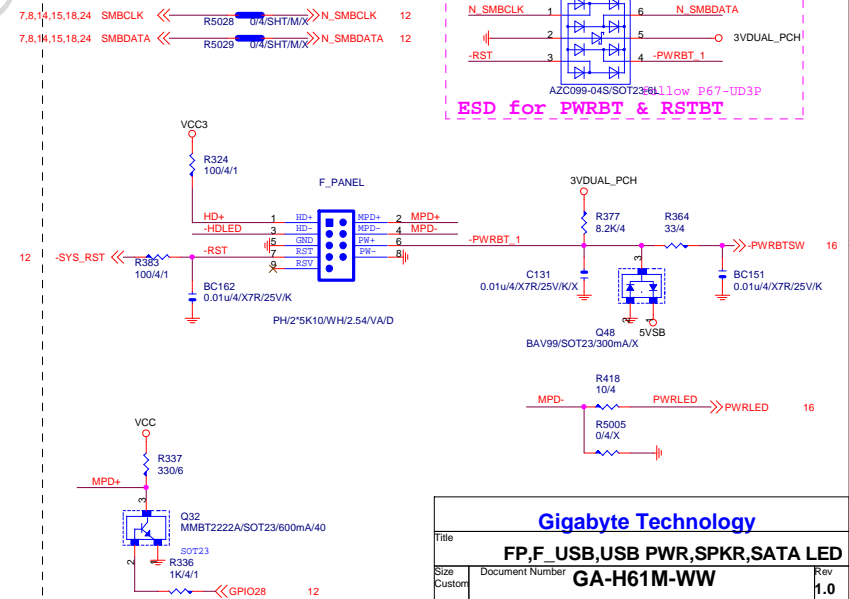 7,8,14,15,18,24 SMBCLK R5028 0/4/SHT/M/X N_SMBCLK 12
7,8,14,15,18,24 SMBDATA R5029 0/4/SHT/M/X N_SMBDATA 12
N_SMBCLK 1 6 N_SMBDATA
2 5 3VDUAL_PCH
-RST 3 4 -PWRBT_1
AZC099-04S/SOT23-6L
follow P67-UD3P
ESD for PWRBT & RSTBT
VCC3
R324
100/4/1
F_PANEL
HD+ 1 HD+ MPD+ 2 MPD+
-HDLED 3 HD- MPD- 4 MPD-
5 GND PW+ 6 -PWRBT_1
12 -SYS_RST R383 -RST 7 RST PW- 8
100/4/1
9 RSV
BC162
0.01u/4/X7R/25V/K
PH/2*5K10/WH/2.54/VA/D
3VDUAL_PCH
R377
8.2K/4
R364
33/4
-PWRBTSW 16
C131
0.01u/4/X7R/25V/K/X
3
2
1
5VSB
Q48
BAV99/SOT23/300mA/X
BC151
0.01u/4/X7R/25V/K
R418
10/4
MPD- PWRLED PWRLED 16
R5005
0/4/X
VCC
R337
330/6
MPD+
3
Q32
MMBT2222A/SOT23/600mA/40
SOT23
2
R336
1K/4/1
GPIO28 12
Gigabyte Technology
Title
FP,F_USB,USB PWR,SPKR,SATA LED
Size
Custom
Document Number
GA-H61M-WW
Rev
1.0